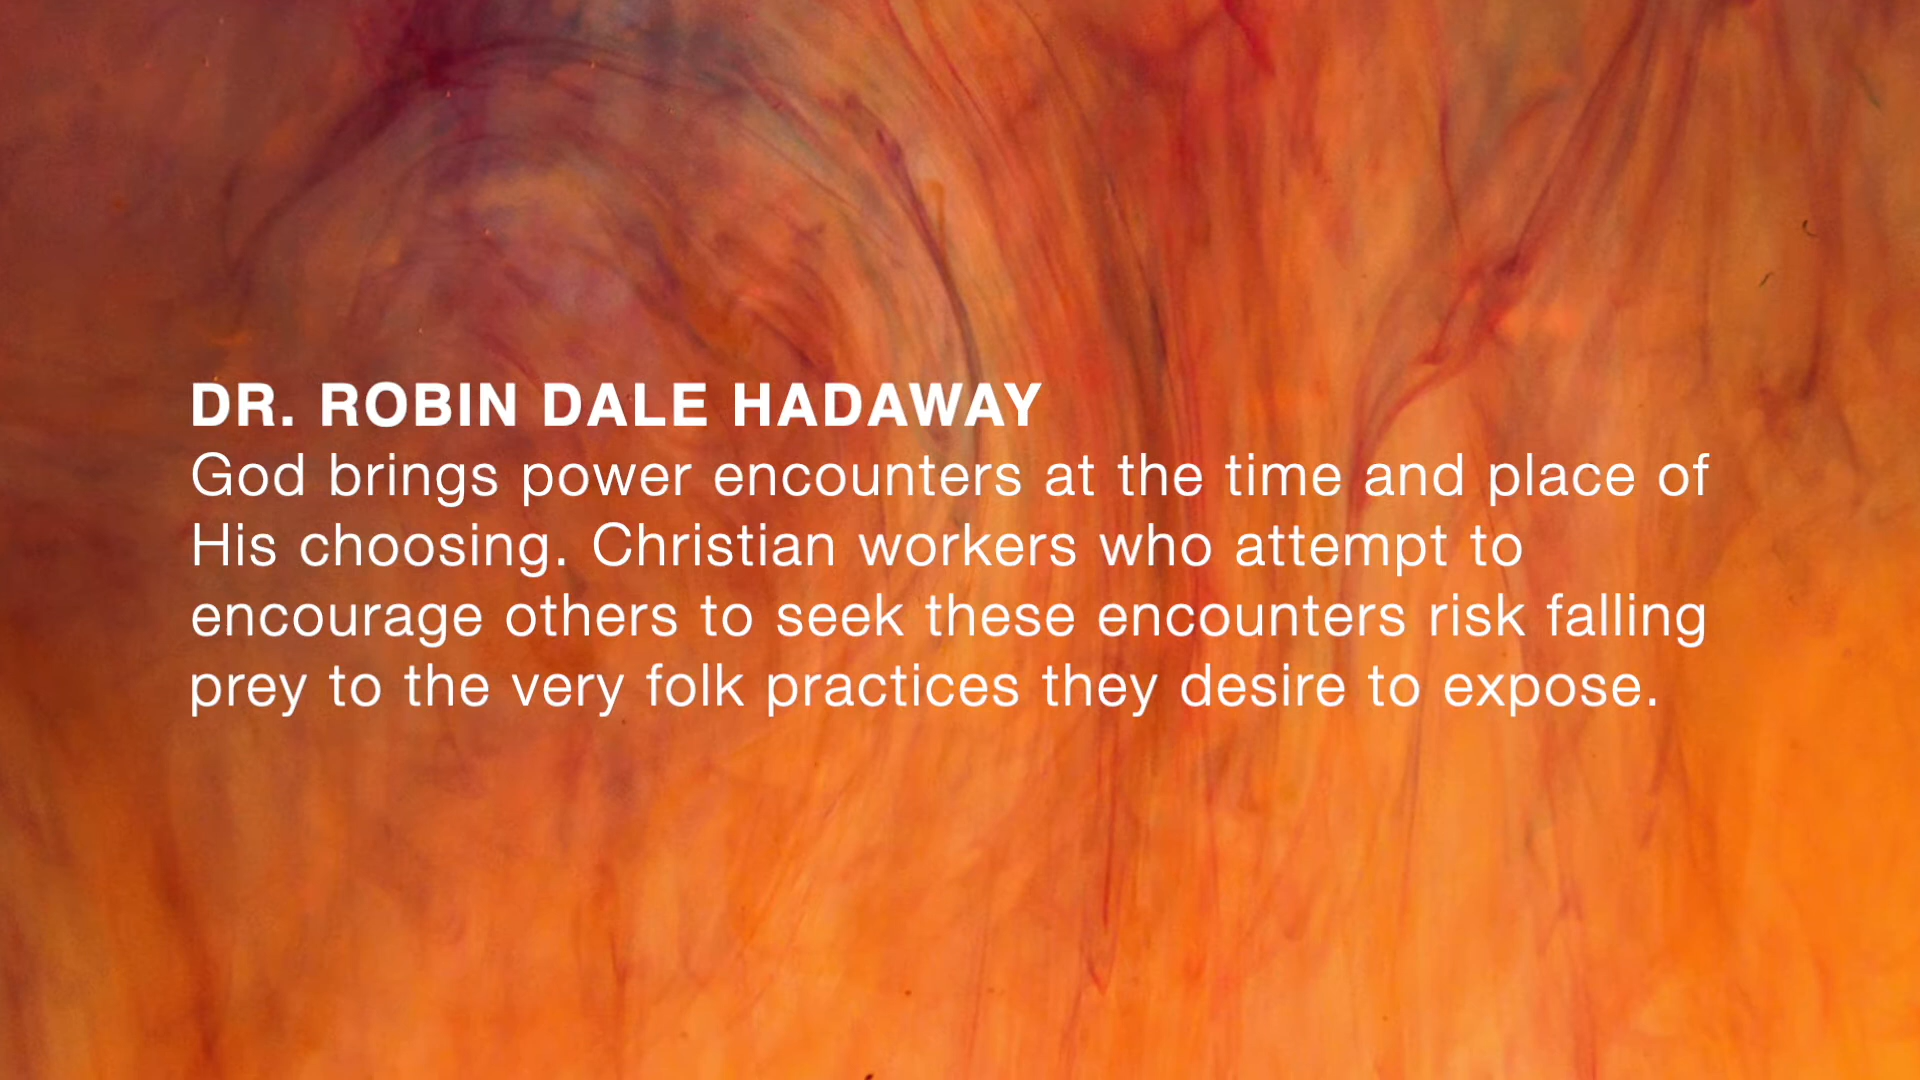 DR. ROBIN DALE HADAWAY
God brings power encounters at the time and place of
His choosing. Christian workers who attempt to
encourage others to seek these encounters risk falling
prey to the very folk practices they desire to expose.